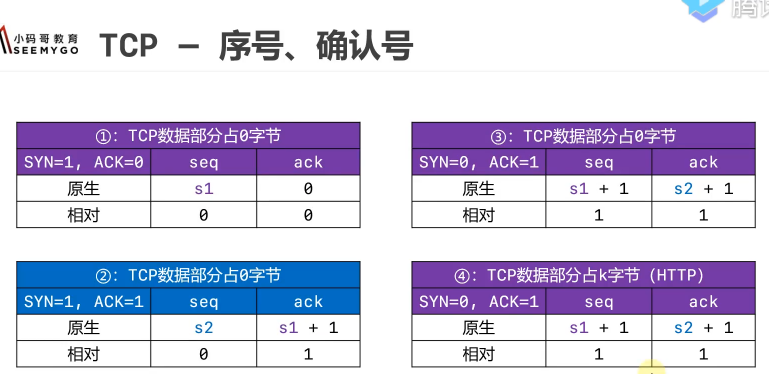 小码哥教育
SEEMYGO
TCP - 序号、确认号
腾讯
①: TCP数据部分占0字节
SYN=1, ACK=0 seq ack
原生 s1 0
相对 0 0
②: TCP数据部分占0字节
SYN=1, ACK=1 seq ack
原生 s2 s1 + 1
相对 0 1
③: TCP数据部分占0字节
SYN=0, ACK=1 seq ack
原生 s1 + 1 s2 + 1
相对 1 1
④: TCP数据部分占k字节 (HTTP)
SYN=0, ACK=1 seq ack
原生 s1 + 1 s2 + 1
相对 1 1